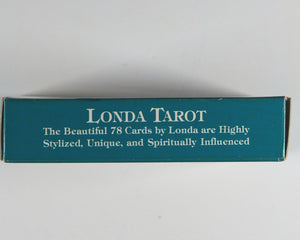 LONDA TAROT
The Beautiful 78 Cards by Londa are Highly
Stylized, Unique, and Spiritually Influenced